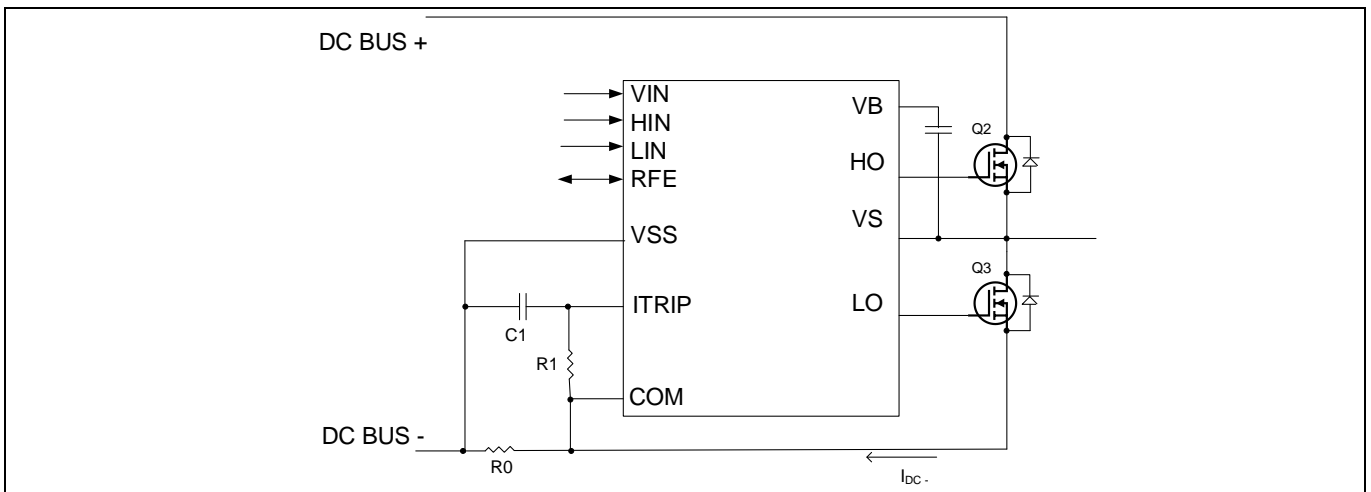 DC BUS +
VIN
HIN
LIN
RFE
VSS
ITRIP
COM
VB
HO
VS
LO
Q2
Q3
C1
R1
DC BUS -
R0
IDC -